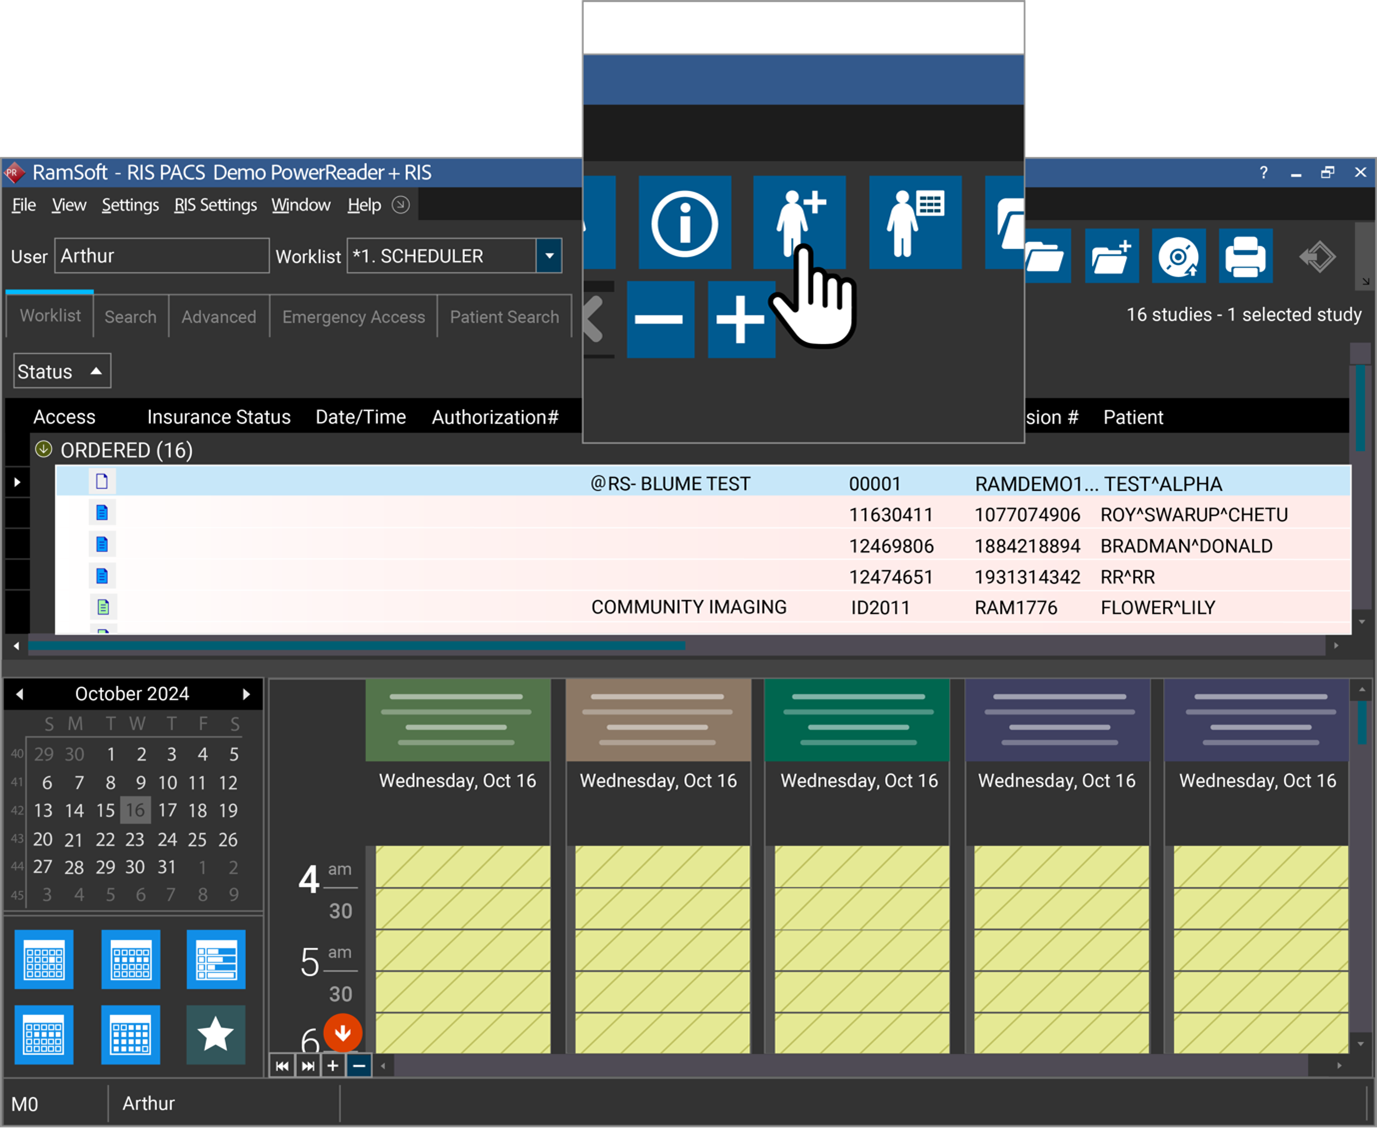 RamSoft - RIS PACS Demo PowerReader + RIS
?
File View Settings RIS Settings Window Help
User Arthur Worklist *1. SCHEDULER
Worklist Search Advanced Emergency Access Patient Search
16 studies - 1 selected study
Status
Access Insurance Status Date/Time Authorization# sion # Patient
ORDERED (16)
@RS- BLUME TEST 00001 RAMDEMO1... TEST^ALPHA
11630411 1077074906 ROY^SWARUP^CHETU
12469806 1884218894 BRADMAN^DONALD
12474651 1931314342 RR^RR
COMMUNITY IMAGING ID2011 RAM1776 FLOWER^LILY
October 2024
S M T W T F S
40 29 30 1 2 3 4 5
41 6 7 8 9 10 11 12
42 13 14 15 16 17 18 19
43 20 21 22 23 24 25 26
44 27 28 29 30 31 1 2
45 3 4 5 6 7 8 9
Wednesday, Oct 16 Wednesday, Oct 16 Wednesday, Oct 16 Wednesday, Oct 16 Wednesday, Oct 16
4 am
30
5 am
30
6
M0 Arthur